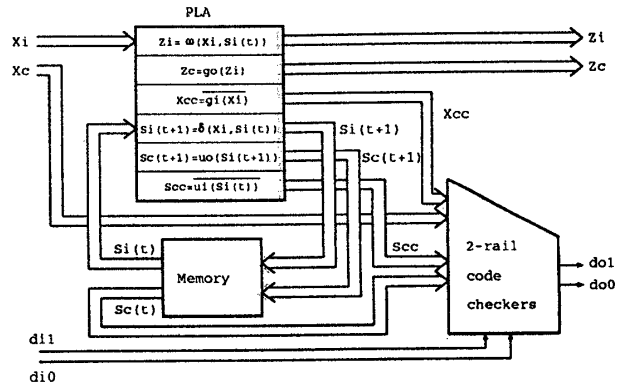 PLA
Xi
Zi= ω(Xi,Si(t))
Zi
Xc
Zc=go(Zi)
Zc
Xcc=gi(Xi)
Xcc
Si(t+1)=δ(Xi,Si(t))
Si(t+1)
Sc(t+1)=uo(Si(t+1))
Sc(t+1)
Scc=ui(Si(t))
Si(t)
Memory
Scc
2-rail
code
checkers
do1
do0
Sc(t)
di1
di0